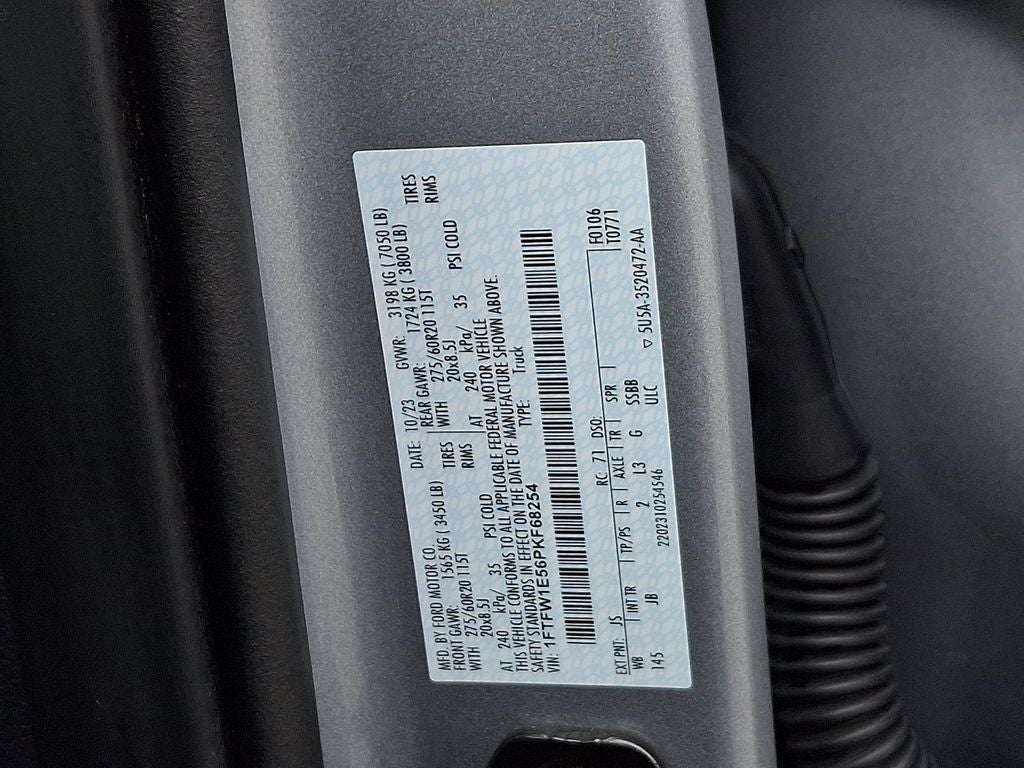 MFD. BY FORD MOTOR CO. DATE: 10/23 GVWR: 3198 KG ( 7050 LB)
FRONT GAWR: 1565 KG ( 3450 LB) REAR GAWR: 1724 KG ( 3800 LB)
WITH 275/60R20 115T TIRES WITH 275/60R20 115T TIRES
20x8.5J RIMS 20x8.5J RIMS
AT 240 kPa/ 35 PSI COLD AT 240 kPa/ 35 PSI COLD
THIS VEHICLE CONFORMS TO ALL APPLICABLE FEDERAL MOTOR VEHICLE
SAFETY STANDARDS IN EFFECT ON THE DATE OF MANUFACTURE SHOWN ABOVE.
VIN: 1FTFW1E56PKF68254 TYPE: Truck
EXT PNT: JS RC: 71 DSO: F0106
WB INT TR TP/PS R AXLE TR SPR T0771
145 JB 2 L3 G SSBB
2202310254546 ULC ▽ 5U5A-3520472-AA